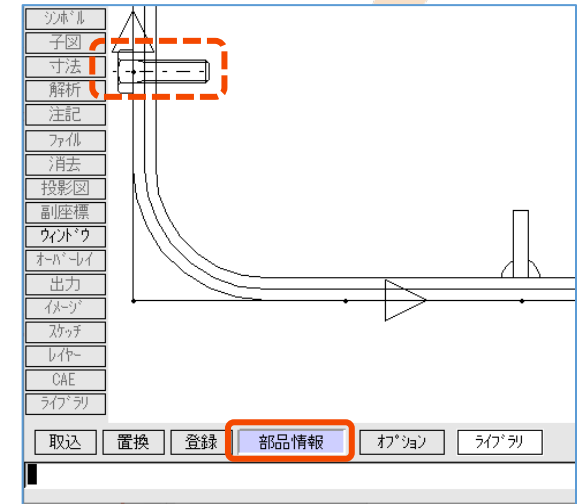 ｼﾝﾎﾞﾙ
子図
寸法
解析
注記
ﾌｧｲﾙ
消去
投影図
副座標
ｳｨﾝﾄﾞｳ
ｵｰﾊﾞｰﾚｲ
出力
ｲﾒｰｼﾞ
ｽｹｯﾁ
ﾚｲﾔｰ
CAE
ﾗｲﾌﾞﾗﾘ
取込 置換 登録 部品情報 ｵﾌﾟｼｮﾝ ﾗｲﾌﾞﾗﾘ